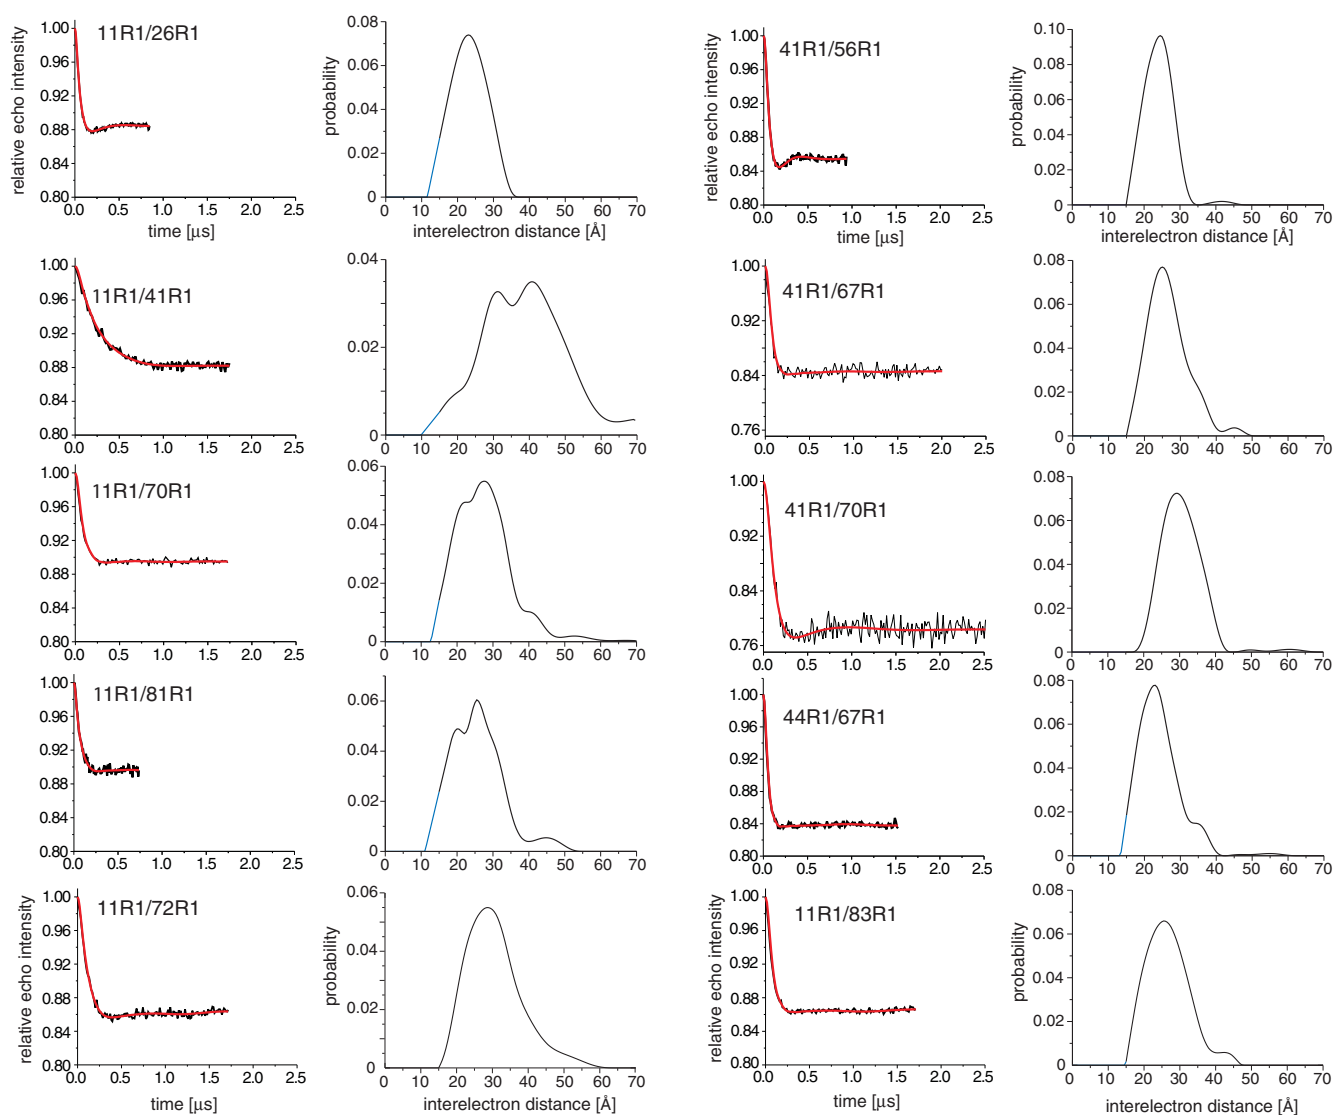 11R1/26R1
relative echo intensity
1.00
0.96
0.92
0.88
0.84
0.80
0.0 0.5 1.0 1.5 2.0 2.5
time [μs]
probability
0.08
0.06
0.04
0.02
0
0 10 20 30 40 50 60 70
interelectron distance [Å]
41R1/56R1
relative echo intensity
1.00
0.96
0.92
0.88
0.84
0.80
0.0 0.5 1.0 1.5 2.0 2.5
time [μs]
probability
0.10
0.08
0.06
0.04
0.02
0.00
0 10 20 30 40 50 60 70
interelectron distance [Å]
11R1/41R1
1.00
0.96
0.92
0.88
0.84
0.80
0.0 0.5 1.0 1.5 2.0 2.5
0.04
0.02
0
0 10 20 30 40 50 60 70
41R1/67R1
1.00
0.92
0.84
0.76
0.0 0.5 1.0 1.5 2.0 2.5
0.08
0.06
0.04
0.02
0
0 10 20 30 40 50 60 70
11R1/70R1
1.00
0.96
0.92
0.88
0.84
0.80
0.0 0.5 1.0 1.5 2.0 2.5
0.06
0.04
0.02
0
0 10 20 30 40 50 60 70
41R1/70R1
1.00
0.92
0.84
0.76
0.0 0.5 1.0 1.5 2.0 2.5
0.08
0.06
0.04
0.02
0.00
0 10 20 30 40 50 60 70
11R1/81R1
1.00
0.96
0.92
0.88
0.84
0.80
0.0 0.5 1.0 1.5 2.0 2.5
0.06
0.04
0.02
0
0 10 20 30 40 50 60 70
44R1/67R1
1.00
0.96
0.92
0.88
0.84
0.80
0.0 0.5 1.0 1.5 2.0 2.5
0.08
0.06
0.04
0.02
0.00
0 10 20 30 40 50 60 70
11R1/72R1
relative echo intensity
1.00
0.96
0.92
0.88
0.84
0.80
0.0 0.5 1.0 1.5 2.0 2.5
time [μs]
probability
0.06
0.04
0.02
0
0 10 20 30 40 50 60 70
interelectron distance [Å]
11R1/83R1
relative echo intensity
1.00
0.96
0.92
0.88
0.84
0.80
0.0 0.5 1.0 1.5 2.0 2.5
time [μs]
probability
0.08
0.06
0.04
0.02
0.00
0 10 20 30 40 50 60 70
interelectron distance [Å]